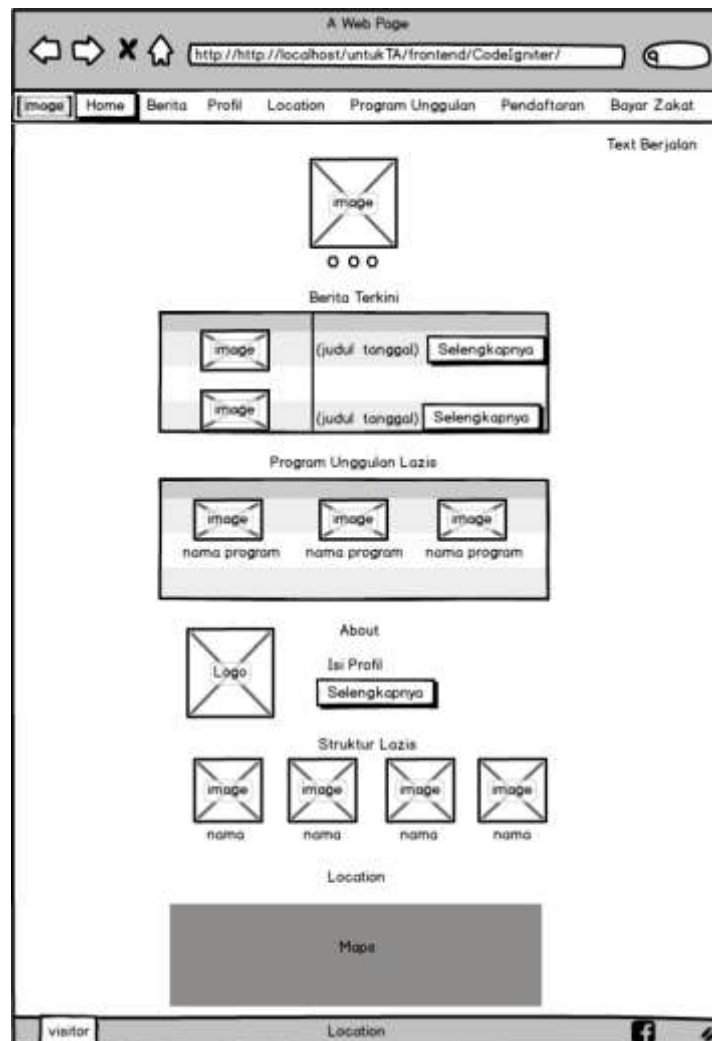 A Web Page
http://http://localhost/untukTA/frontend/CodeIgniter/
image Home Berita Profil Location Program Unggulan Pendaftaran Bayar Zakat
Text Berjalan
image
Berita Terkini
image (judul tanggal) Selengkapnya
image (judul tanggal) Selengkapnya
Program Unggulan Lazis
image image image
nama program nama program nama program
About
Logo
Isi Profil
Selengkapnya
Struktur Lazis
image image image image
nama nama nama nama
Location
Maps
visitor Location f